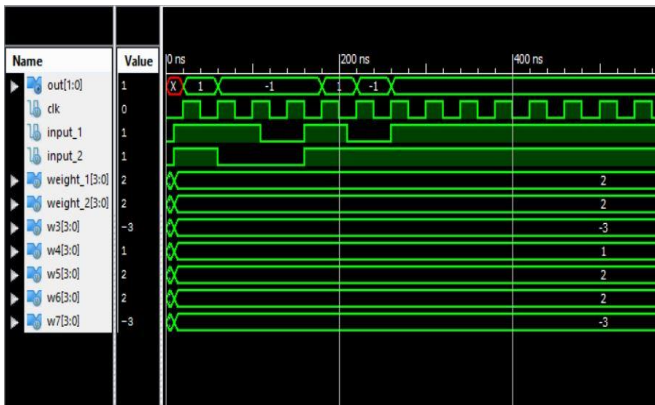 Name Value 0 ns 200 ns 400 ns
out[1:0] 1 X 1 -1 1 -1
clk 0
input_1 1
input_2 1
weight_1[3:0] 2 2
weight_2[3:0] 2 2
w3[3:0] -3 -3
w4[3:0] 1 1
w5[3:0] 2 2
w6[3:0] 2 2
w7[3:0] -3 -3